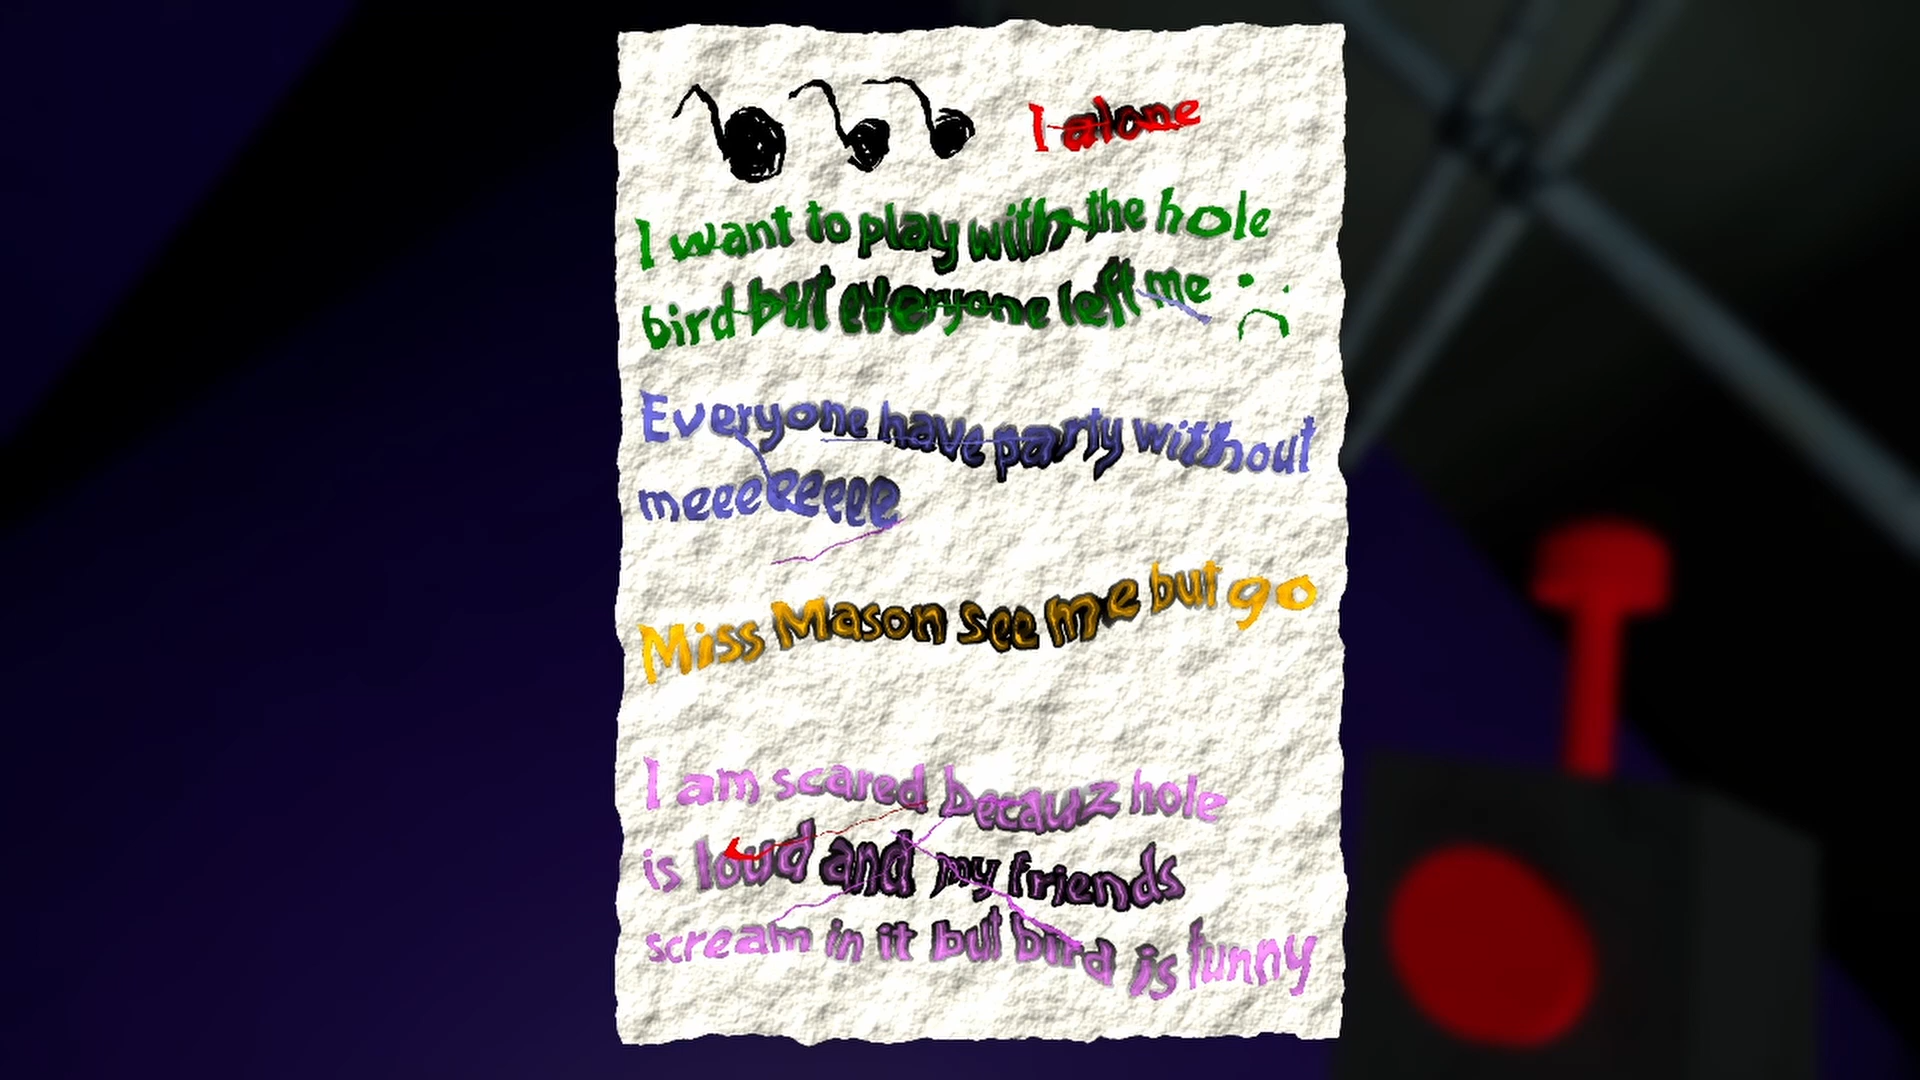 I alone
I want to play with the hole
bird but everyone left me :(
Everyone have party without
meeeeeeee
Miss Mason see me but go
I am scared becauz hole
is loud and my friends
scream in it but bird is funny